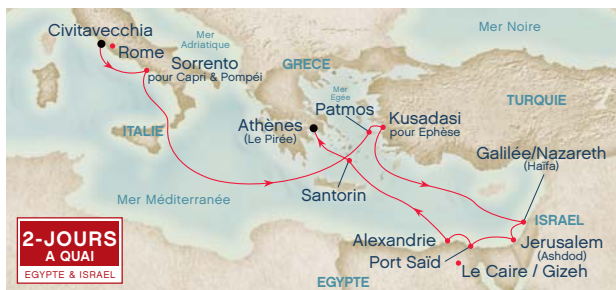 Civitavecchia
Rome
Mer
Adriatique
Mer Noire
Sorrento
pour Capri & Pompéi
GRECE
Mer
Egée
TURQUIE
Patmos
Kusadasi
pour Ephèse
ITALIE
Athènes
(Le Pirée)
Galilée/Nazareth
(Haïfa)
Mer Méditerranée
Santorin
ISRAEL
2-JOURS
A QUAI
EGYPTE & ISRAEL
Alexandrie
Jerusalem
(Ashdod)
Port Saïd
Le Caire / Gizeh
EGYPTE